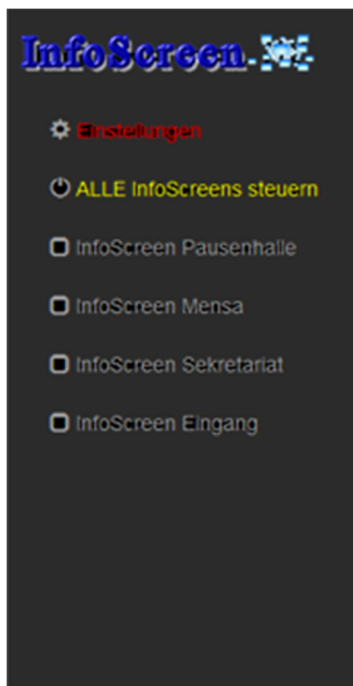 InfoScreen
Einstellungen
ALLE InfoScreens steuern
InfoScreen Pausenhalle
InfoScreen Mensa
InfoScreen Sekretariat
InfoScreen Eingang